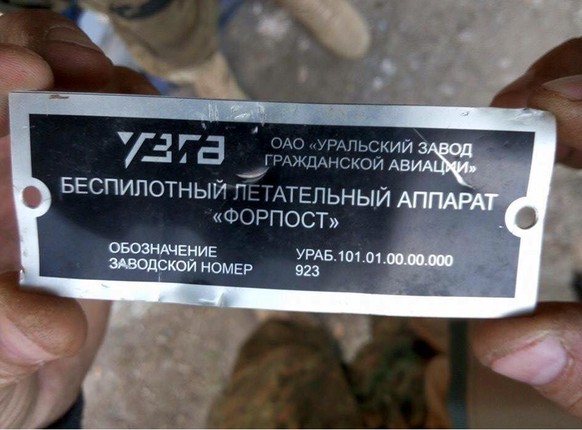 УЗГА
ОАО «УРАЛЬСКИЙ ЗАВОД
ГРАЖДАНСКОЙ АВИАЦИИ»
БЕСПИЛОТНЫЙ ЛЕТАТЕЛЬНЫЙ АППАРАТ
«ФОРПОСТ»
ОБОЗНАЧЕНИЕ УРАБ.101.01.00.00.000
ЗАВОДСКОЙ НОМЕР 923